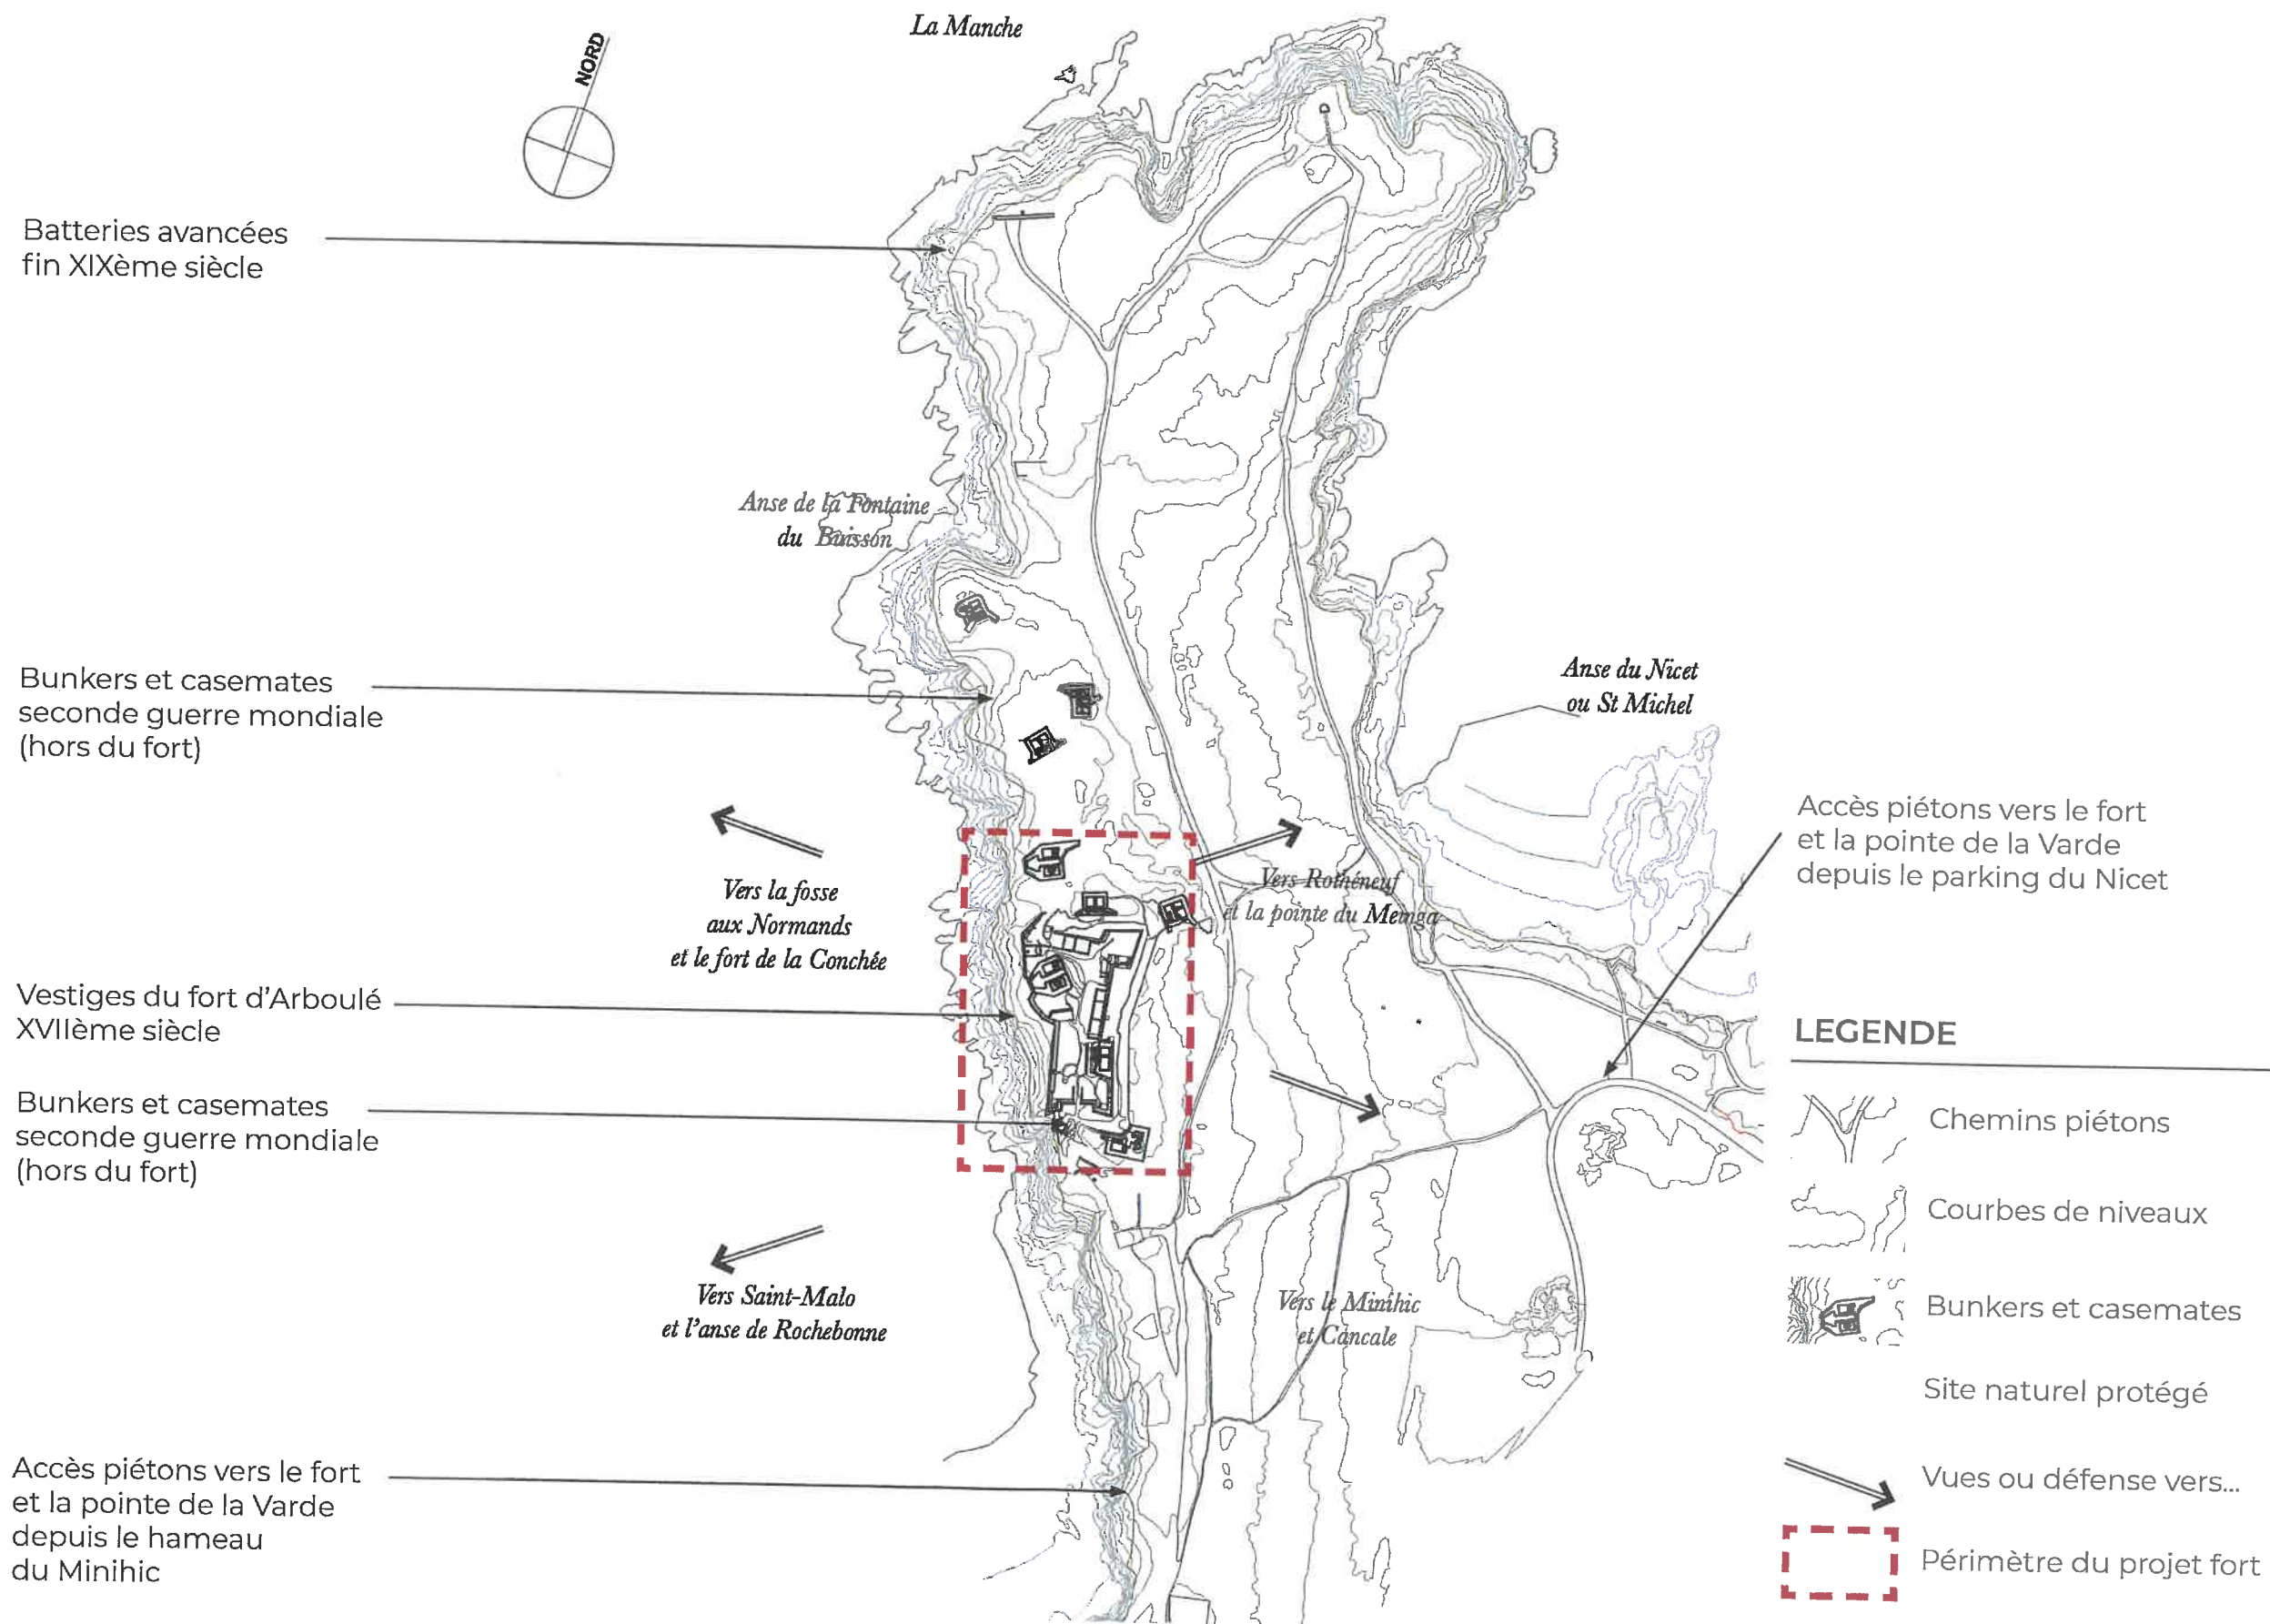 La Manche
NORD
Batteries avancées
fin XIXème siècle
Anse de la Fontaine
du Buisson
Bunkers et casemates
seconde guerre mondiale
(hors du fort)
Anse du Nicet
ou St Michel
Accès piétons vers le fort
et la pointe de la Varde
depuis le parking du Nicet
Vers la fosse
aux Normands
et le fort de la Conchée
Vers Rothéneuf
et la pointe du Meinga
Vestiges du fort d'Arboulé
XVIIème siècle
Bunkers et casemates
seconde guerre mondiale
(hors du fort)
Vers Saint-Malo
et l'anse de Rochebonne
Vers le Minihic
et Cancale
Accès piétons vers le fort
et la pointe de la Varde
depuis le hameau
du Minihic
LEGENDE
Chemins piétons
Courbes de niveaux
Bunkers et casemates
Site naturel protégé
Vues ou défense vers...
Périmètre du projet fort